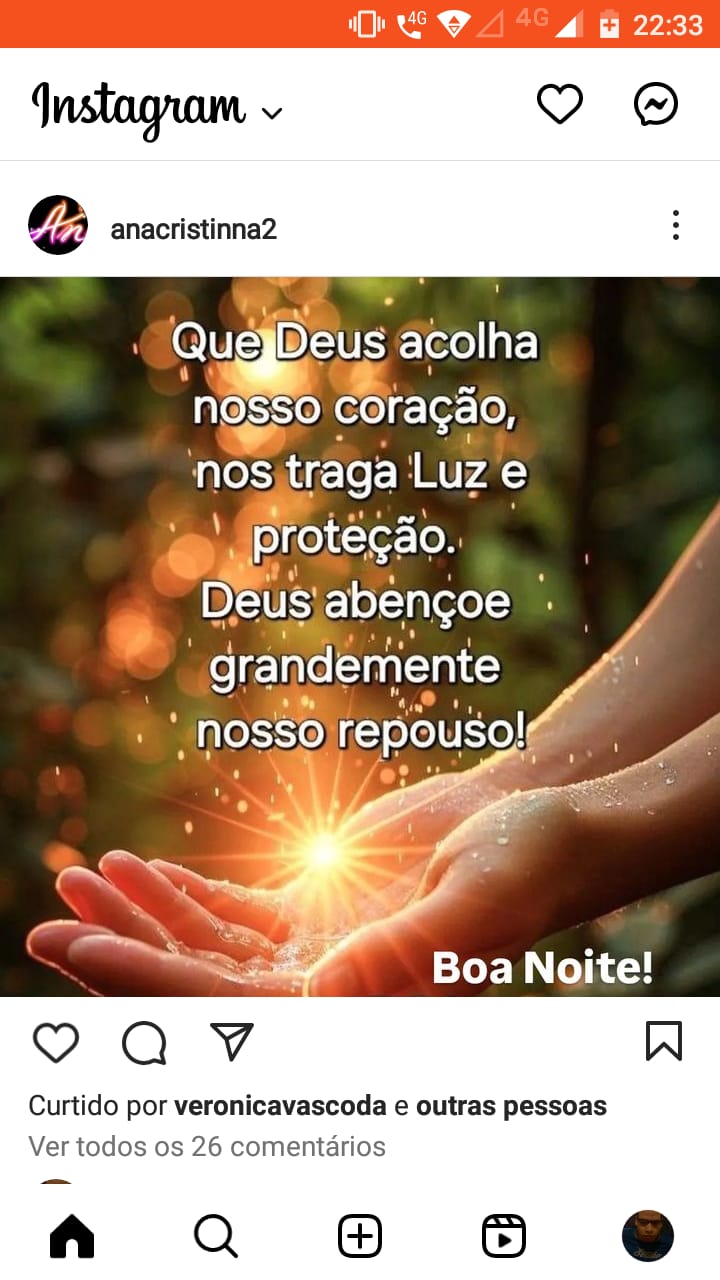 4G 4G 22:33
Instagram
An anacristinna2
Que Deus acolha
nosso coração,
nos traga Luz e
proteção.
Deus abençoe
grandemente
nosso repouso!
Boa Noite!
Curtido por veronicavascoda e outras pessoas
Ver todos os 26 comentários